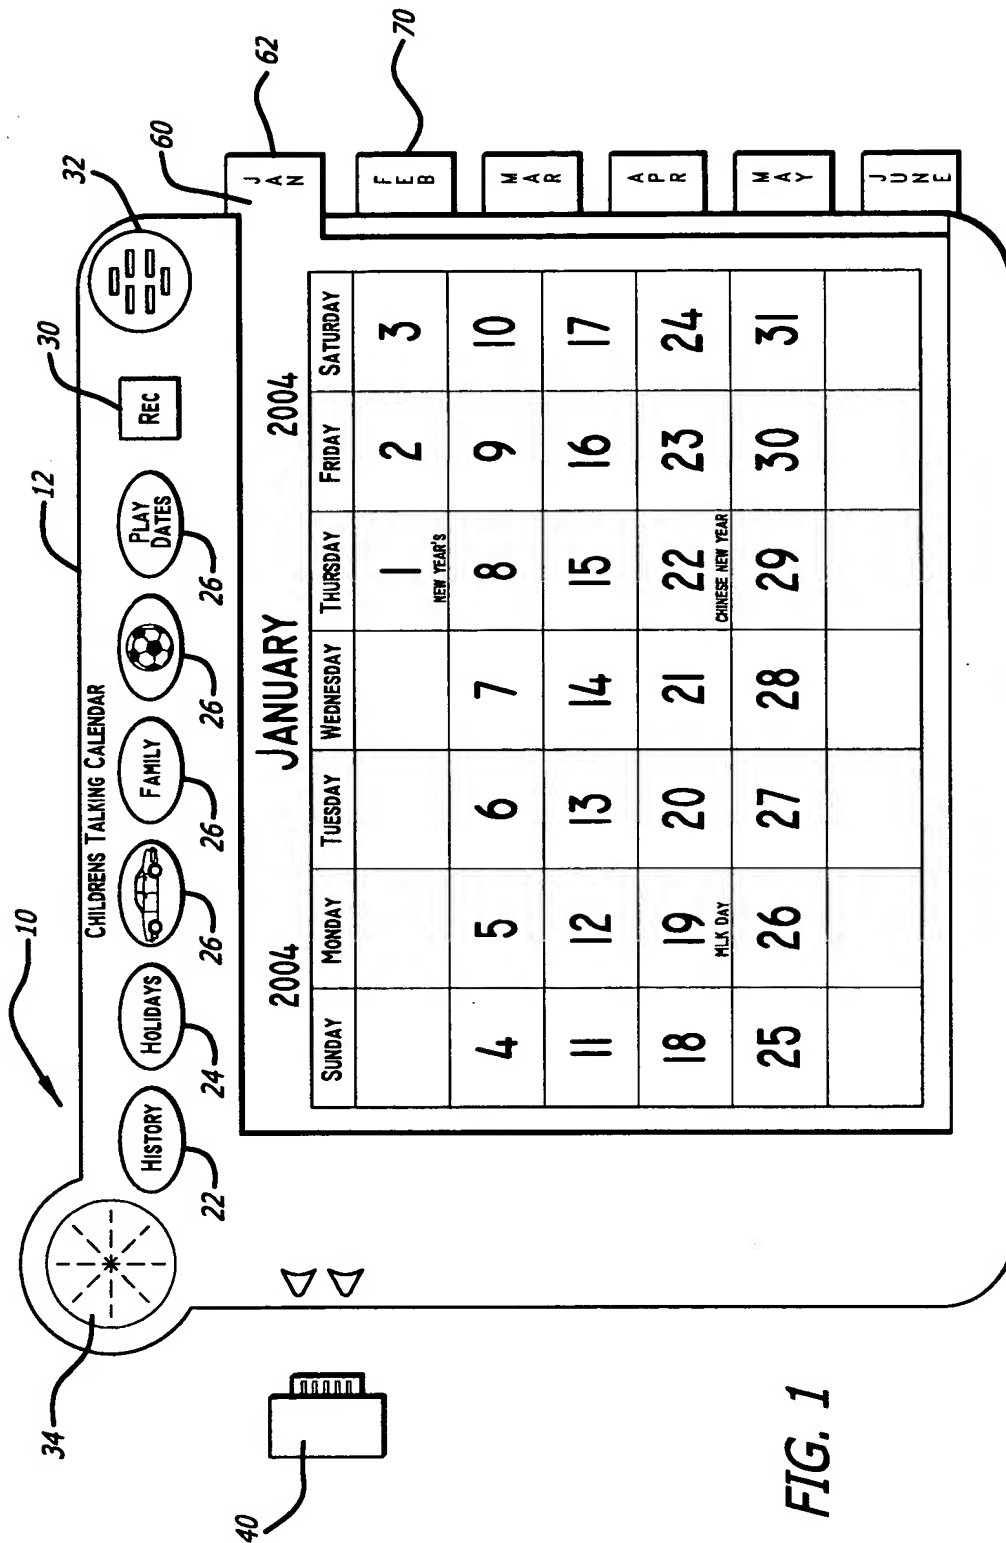 10
12
CHILDRENS TALKING CALENDAR
HISTORY
HOLIDAYS
FAMILY
PLAY
DATES
REC
22
24
26
26
26
26
30
32
34
40
60
62
70
2004 JANUARY 2004
SUNDAY MONDAY TUESDAY WEDNESDAY THURSDAY FRIDAY SATURDAY
1 2 3
NEW YEAR'S
4 5 6 7 8 9 10
11 12 13 14 15 16 17
18 19 20 21 22 23 24
MLK DAY CHINESE NEW YEAR
25 26 27 28 29 30 31
JAN
FEB
MAR
APR
MAY
JUNE
FIG. 1